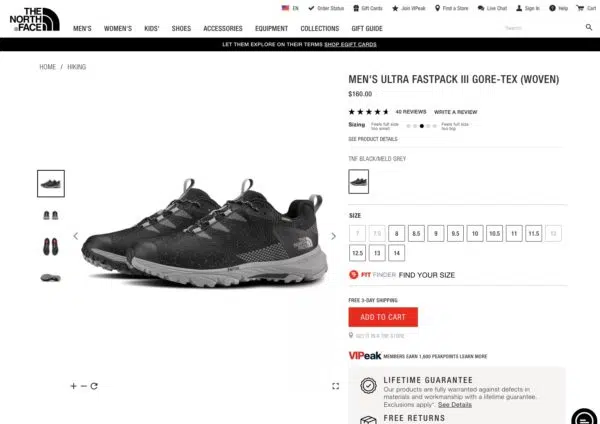 THE
NORTH
FACE
EN
Order Status
Gift Cards
Join VIPeak
Find a Store
Live Chat
Sign In
Help
Cart
MEN'S WOMEN'S KIDS' SHOES ACCESSORIES EQUIPMENT COLLECTIONS GIFT GUIDE
Search
LET THEM EXPLORE ON THEIR TERMS SHOP EGIFT CARDS
HOME / HIKING
MEN'S ULTRA FASTPACK III GORE-TEX (WOVEN)
$160.00
40 REVIEWS WRITE A REVIEW
Sizing Feels full size too small Feels full size too big
SEE PRODUCT DETAILS
TNF BLACK/MELD GREY
SIZE
7 7.5 8 8.5 9 9.5 10 10.5 11 11.5 12
12.5 13 14
FIT FINDER FIND YOUR SIZE
FREE 3-DAY SHIPPING
ADD TO CART
GET IT IN THE STORE
VIPeak MEMBERS EARN 1,600 PEAKPOINTS LEARN MORE
LIFETIME GUARANTEE
Our products are fully warranted against defects in
materials and workmanship with a lifetime guarantee.
Exclusions apply*. See Details
FREE RETURNS